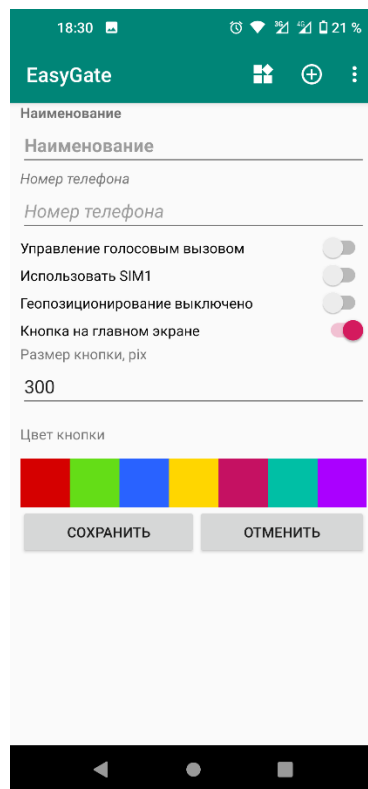 18:30 21 %
EasyGate
Наименование
Наименование
Номер телефона
Номер телефона
Управление голосовым вызовом
Использовать SIM1
Геопозиционирование выключено
Кнопка на главном экране
Размер кнопки, pix
300
Цвет кнопки
СОХРАНИТЬ ОТМЕНИТЬ